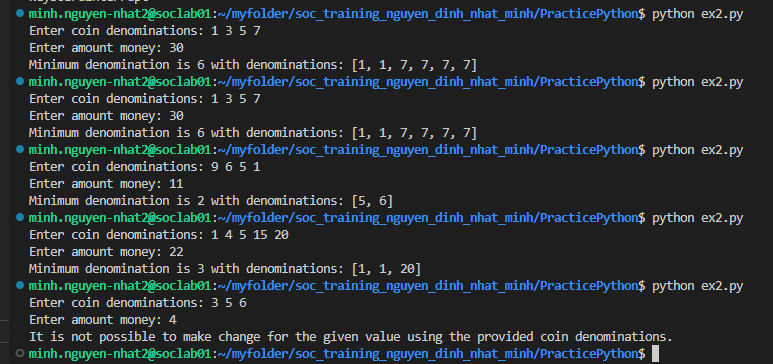 minh.nguyen-nhat2@soclab01:~/myfolder/soc_training_nguyen_dinh_nhat_minh/PracticePython$ python ex2.py
Enter coin denominations: 1 3 5 7
Enter amount money: 30
Minimum denomination is 6 with denominations: [1, 1, 7, 7, 7, 7]
minh.nguyen-nhat2@soclab01:~/myfolder/soc_training_nguyen_dinh_nhat_minh/PracticePython$ python ex2.py
Enter coin denominations: 1 3 5 7
Enter amount money: 30
Minimum denomination is 6 with denominations: [1, 1, 7, 7, 7, 7]
minh.nguyen-nhat2@soclab01:~/myfolder/soc_training_nguyen_dinh_nhat_minh/PracticePython$ python ex2.py
Enter coin denominations: 9 6 5 1
Enter amount money: 11
Minimum denomination is 2 with denominations: [5, 6]
minh.nguyen-nhat2@soclab01:~/myfolder/soc_training_nguyen_dinh_nhat_minh/PracticePython$ python ex2.py
Enter coin denominations: 1 4 5 15 20
Enter amount money: 22
Minimum denomination is 3 with denominations: [1, 1, 20]
minh.nguyen-nhat2@soclab01:~/myfolder/soc_training_nguyen_dinh_nhat_minh/PracticePython$ python ex2.py
Enter coin denominations: 3 5 6
Enter amount money: 4
It is not possible to make change for the given value using the provided coin denominations.
minh.nguyen-nhat2@soclab01:~/myfolder/soc_training_nguyen_dinh_nhat_minh/PracticePython$